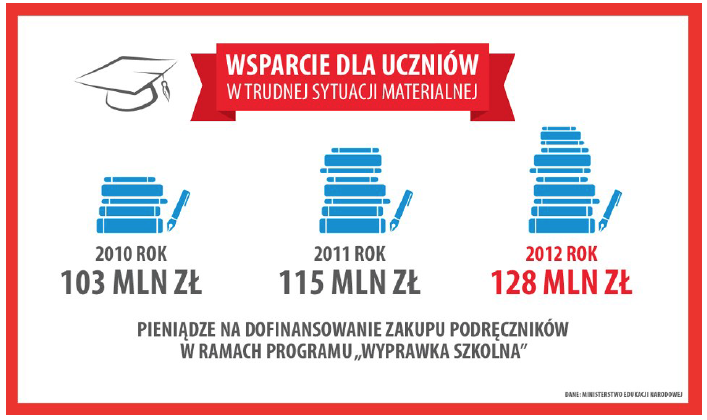 WSPARCIE DLA UCZNIÓW
W TRUDNEJ SYTUACJI MATERIALNEJ
2010 ROK
103 MLN ZŁ
2011 ROK
115 MLN ZŁ
2012 ROK
128 MLN ZŁ
PIENIĄDZE NA DOFINANSOWANIE ZAKUPU PODRĘCZNIKÓW
W RAMACH PROGRAMU „WYPRAWKA SZKOLNA”
DANE: MINISTERSTWO EDUKACJI NARODOWEJ